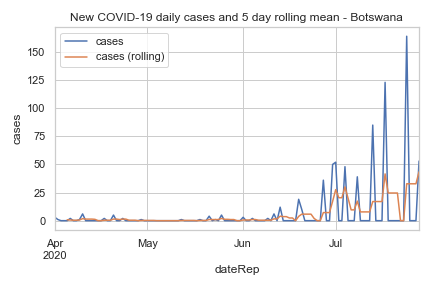 New COVID-19 daily cases and 5 day rolling mean - Botswana
cases
cases (rolling)
150
125
100
75
50
25
0
cases
Apr
2020
May
Jun
Jul
dateRep